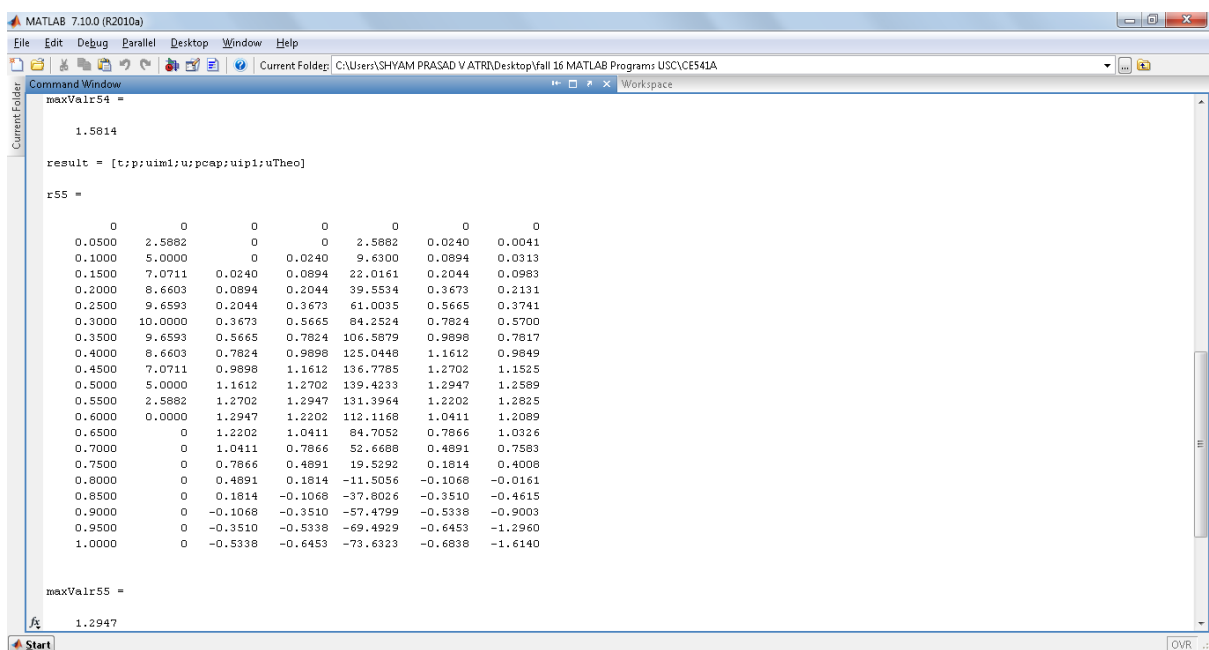 MATLAB 7.10.0 (R2010a)
File Edit Debug Parallel Desktop Window Help
Current Folder: C:\Users\SHYAM PRASAD V ATRI\Desktop\fall 16 MATLAB Programs USC\CE541A
Current Folder
Command Window
Workspace
maxValr54 =
1.5814
result = [t;p;uim1;u;pcap;uip1;uTheo]
r55 =
0 0 0 0 0 0 0
0.0500 2.5882 0 0 2.5882 0.0240 0.0041
0.1000 5.0000 0 0.0240 9.6300 0.0894 0.0313
0.1500 7.0711 0.0240 0.0894 22.0161 0.2044 0.0983
0.2000 8.6603 0.0894 0.2044 39.5534 0.3673 0.2131
0.2500 9.6593 0.2044 0.3673 61.0035 0.5665 0.3741
0.3000 10.0000 0.3673 0.5665 84.2524 0.7824 0.5700
0.3500 9.6593 0.5665 0.7824 106.5879 0.9898 0.7817
0.4000 8.6603 0.7824 0.9898 125.0448 1.1612 0.9849
0.4500 7.0711 0.9898 1.1612 136.7785 1.2702 1.1525
0.5000 5.0000 1.1612 1.2702 139.4233 1.2947 1.2589
0.5500 2.5882 1.2702 1.2947 131.3964 1.2202 1.2825
0.6000 0.0000 1.2947 1.2202 112.1168 1.0411 1.2089
0.6500 0 1.2202 1.0411 84.7052 0.7866 1.0326
0.7000 0 1.0411 0.7866 52.6688 0.4891 0.7583
0.7500 0 0.7866 0.4891 19.5292 0.1814 0.4008
0.8000 0 0.4891 0.1814 -11.5056 -0.1068 -0.0161
0.8500 0 0.1814 -0.1068 -37.8026 -0.3510 -0.4615
0.9000 0 -0.1068 -0.3510 -57.4799 -0.5338 -0.9003
0.9500 0 -0.3510 -0.5338 -69.4929 -0.6453 -1.2960
1.0000 0 -0.5338 -0.6453 -73.6323 -0.6838 -1.6140
maxValr55 =
fx 1.2947
Start
OVR